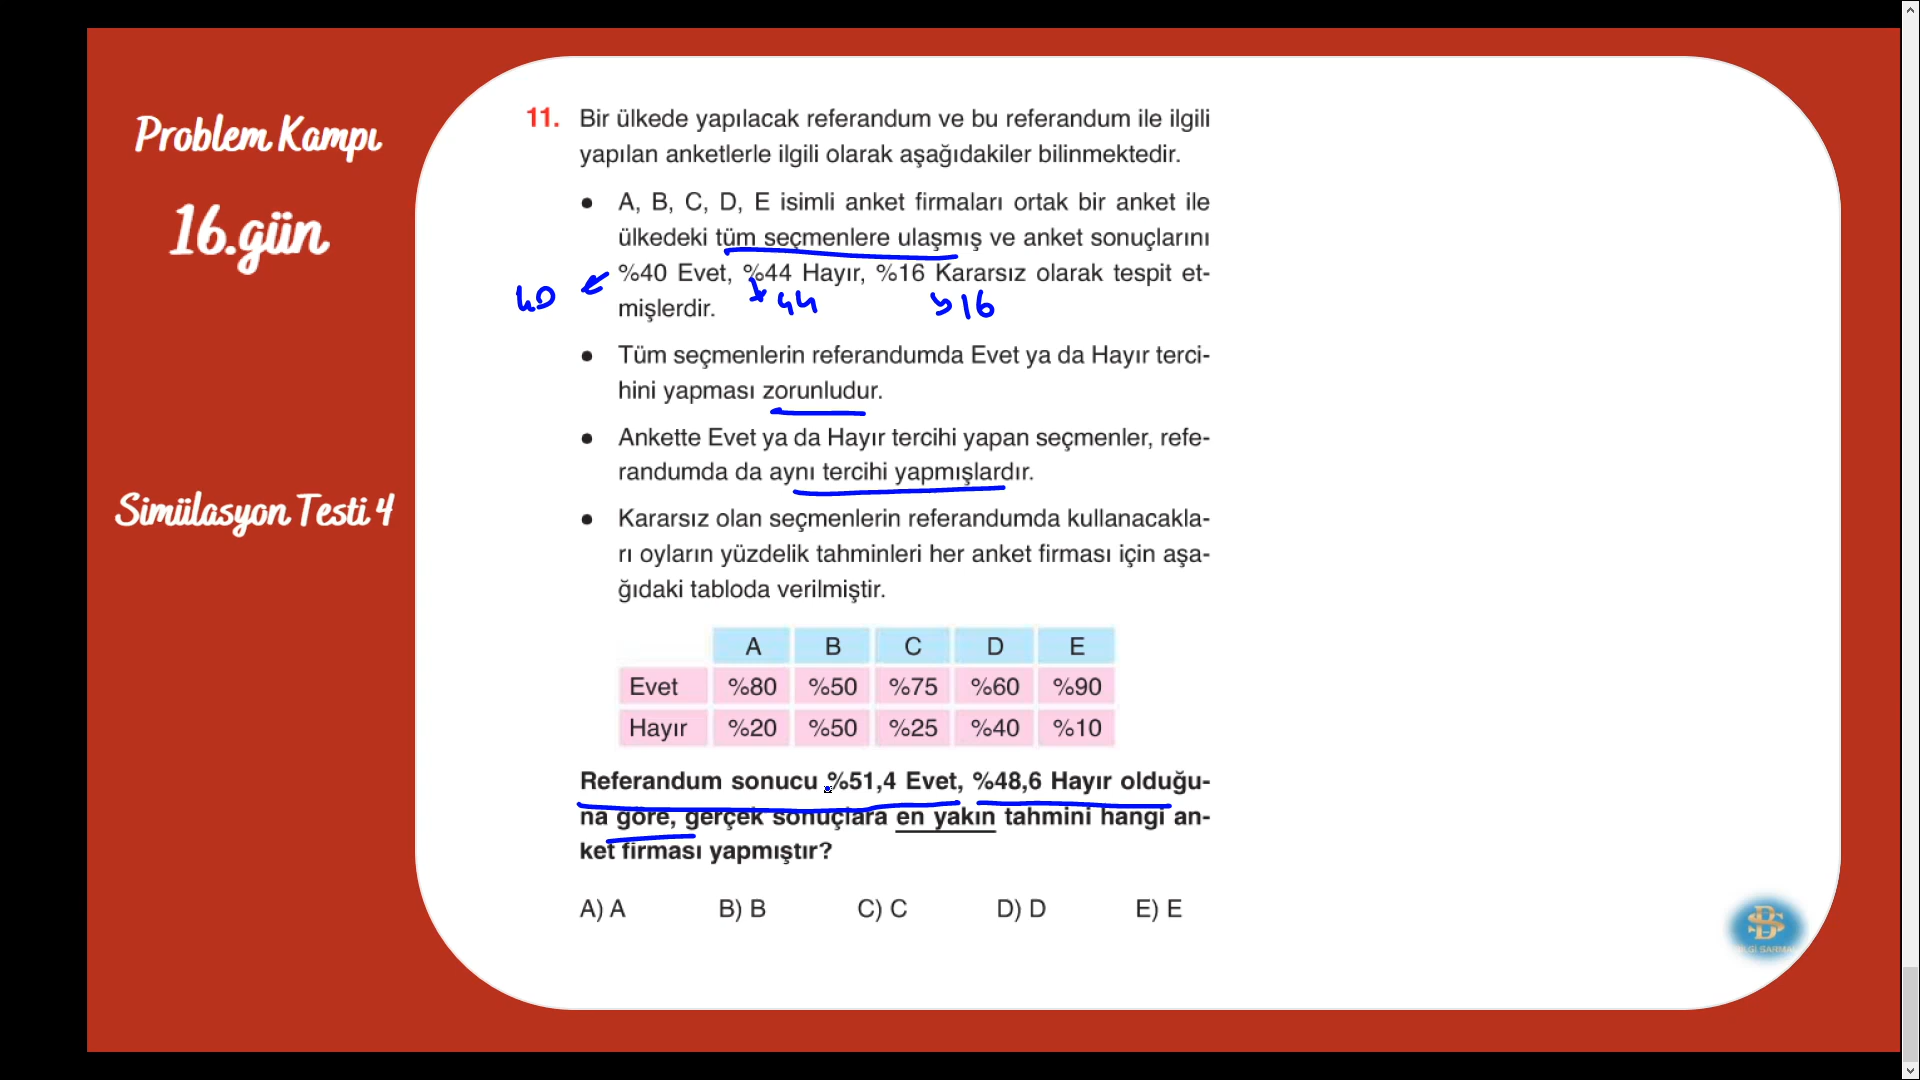 Problem Kampı
16.gün
Simülasyon Testi 4
11. Bir ülkede yapılacak referandum ve bu referandum ile ilgili
yapılan anketlerle ilgili olarak aşağıdakiler bilinmektedir.
• A, B, C, D, E isimli anket firmaları ortak bir anket ile
ülkedeki tüm seçmenlere ulaşmış ve anket sonuçlarını
%40 Evet, %44 Hayır, %16 Kararsız olarak tespit et-
40 44 16
mişlerdir.
• Tüm seçmenlerin referandumda Evet ya da Hayır terci-
hini yapması zorunludur.
• Ankette Evet ya da Hayır tercihi yapan seçmenler, refe-
randumda da aynı tercihi yapmışlardır.
• Kararsız olan seçmenlerin referandumda kullanacakla-
rı oyların yüzdelik tahminleri her anket firması için aşa-
ğıdaki tabloda verilmiştir.
A B C D E
Evet %80 %50 %75 %60 %90
Hayır %20 %50 %25 %40 %10
Referandum sonucu %51,4 Evet, %48,6 Hayır olduğu-
na göre, gerçek sonuçlara en yakın tahmini hangi an-
ket firması yapmıştır?
A) A B) B C) C D) D E) E